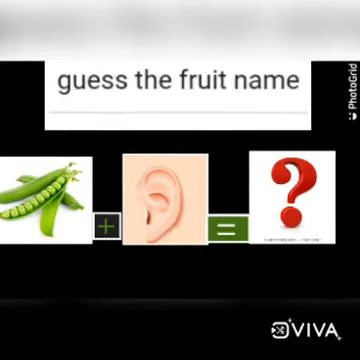 guess the fruit name
PhotoGrid
+
=
?
VIVA